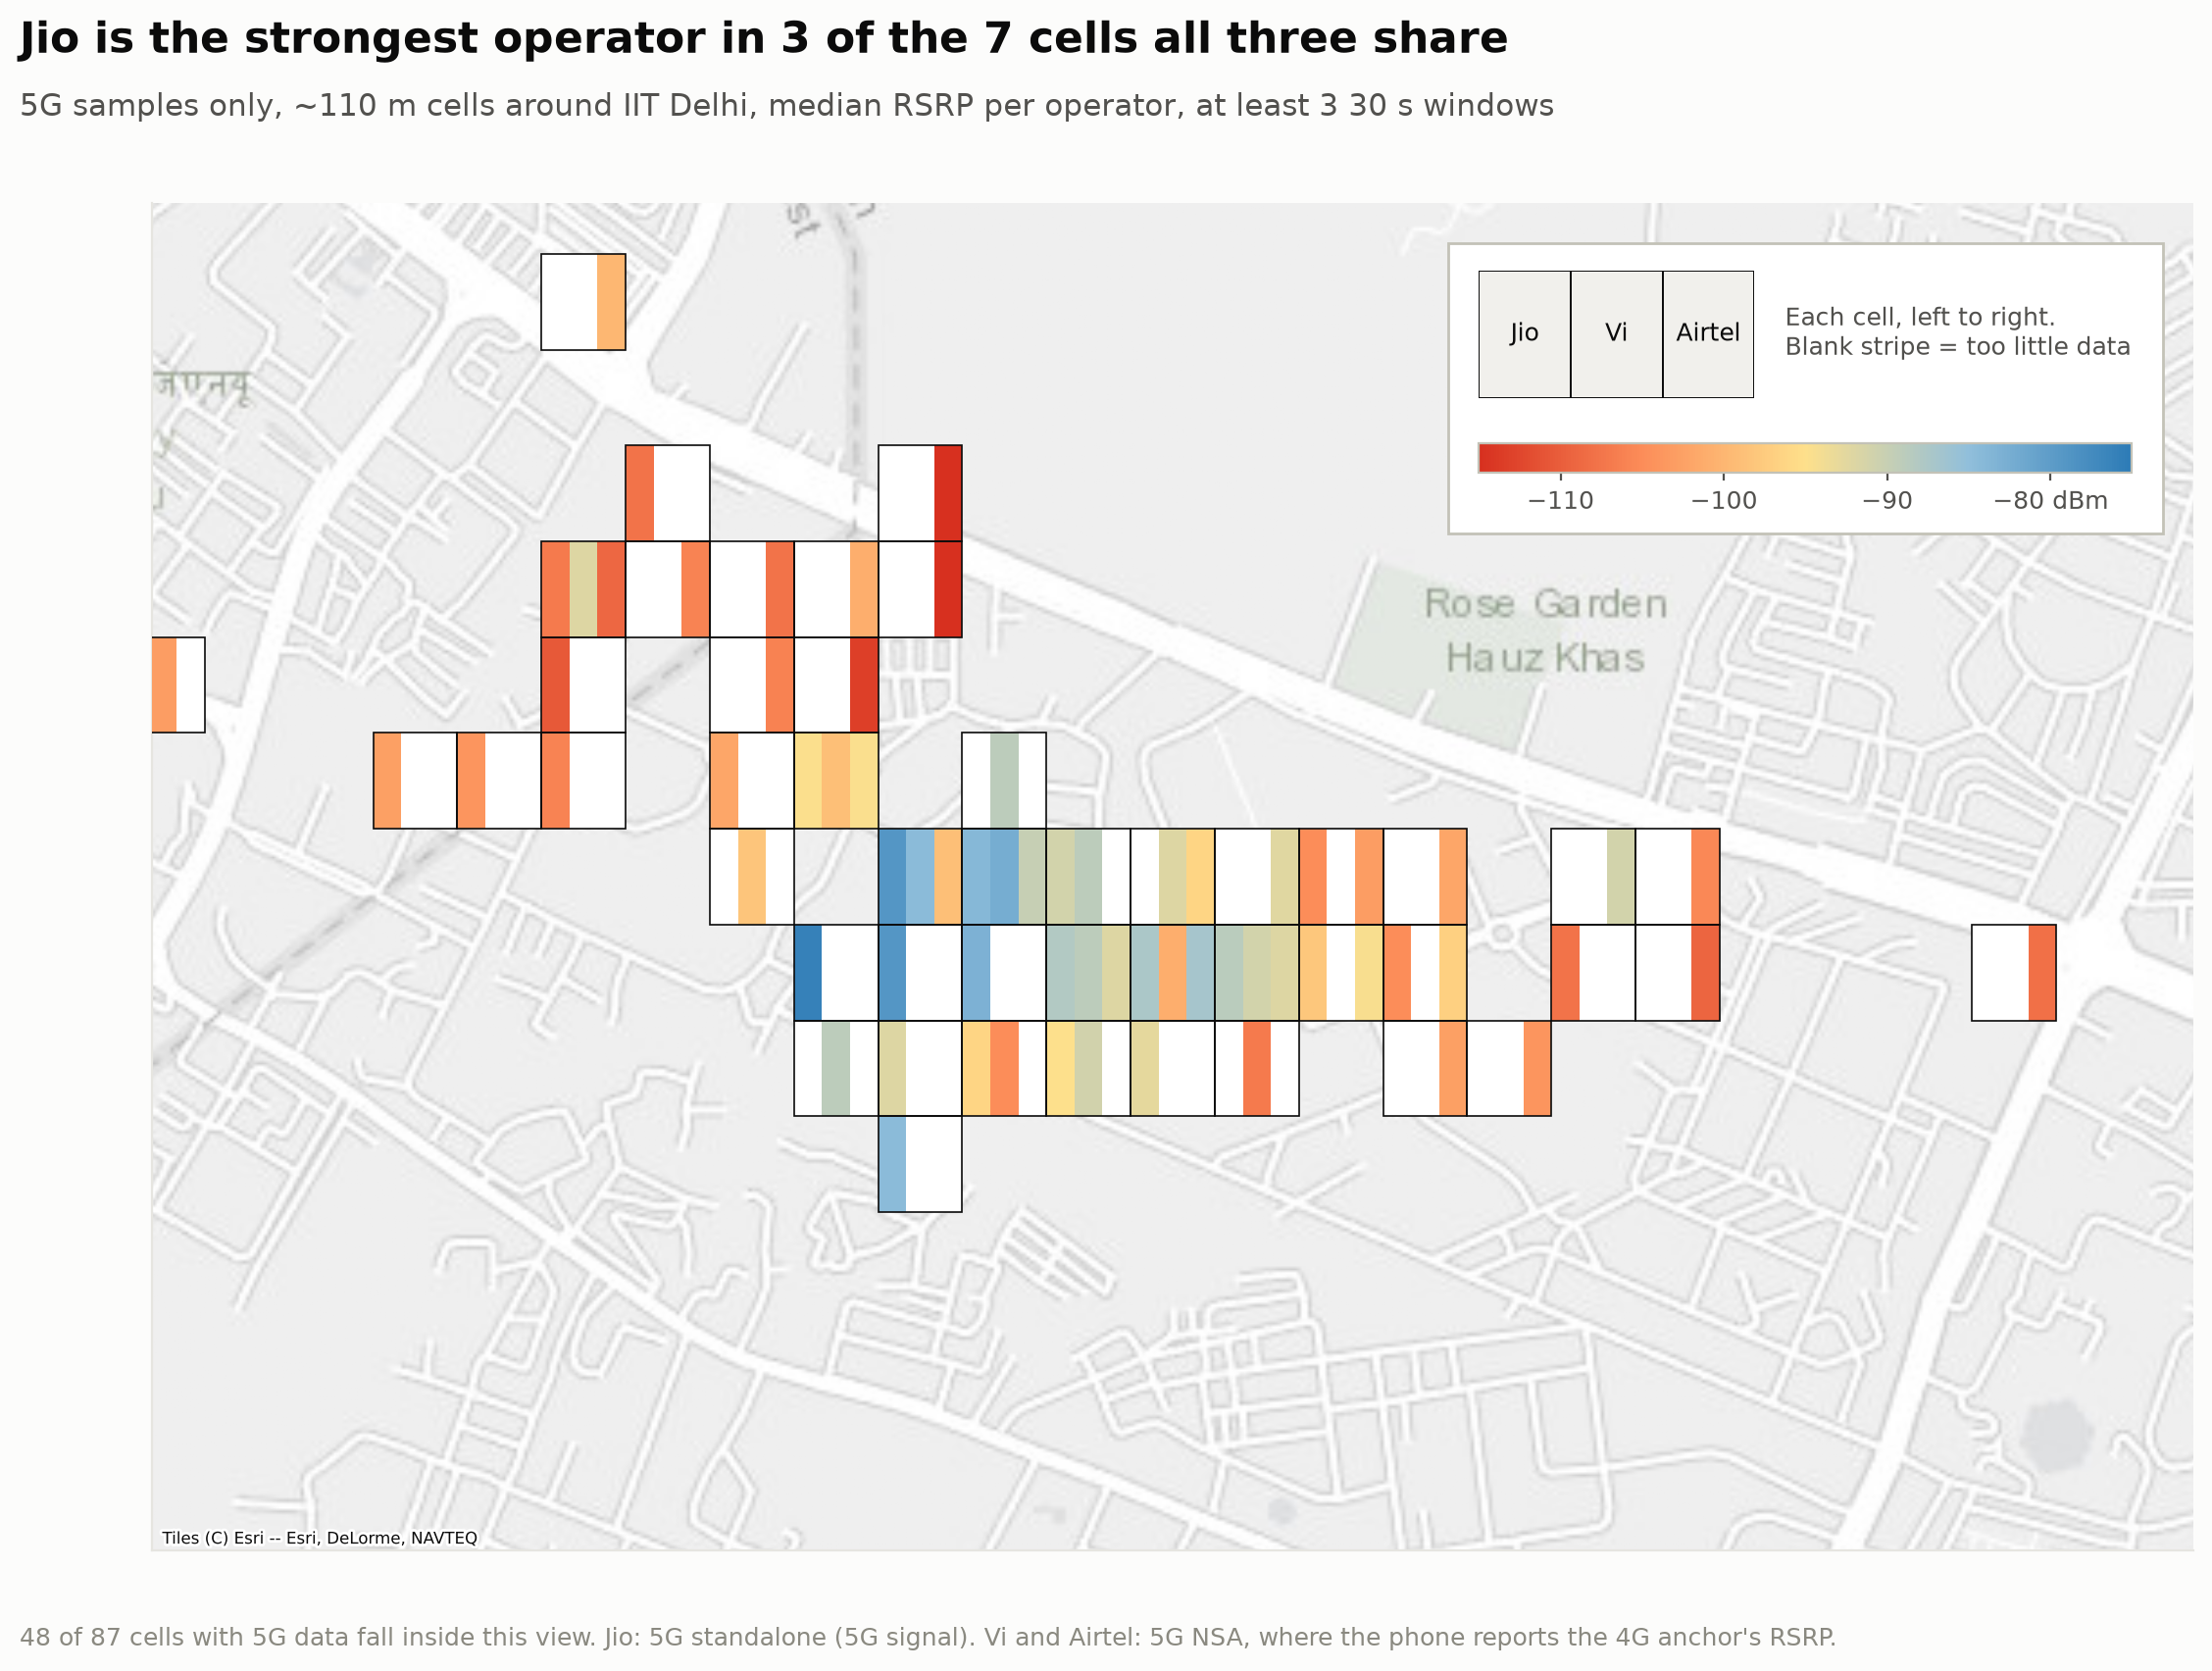 Jio is the strongest operator in 3 of the 7 cells all three share
5G samples only, ~110 m cells around IIT Delhi, median RSRP per operator, at least 3 30 s windows
st
जेएनयू
Jio
Vi
Airtel
Each cell, left to right.
Blank stripe = too little data
−110
−100
−90
−80 dBm
Rose Garden
Hauz Khas
Tiles (C) Esri -- Esri, DeLorme, NAVTEQ
48 of 87 cells with 5G data fall inside this view. Jio: 5G standalone (5G signal). Vi and Airtel: 5G NSA, where the phone reports the 4G anchor's RSRP.